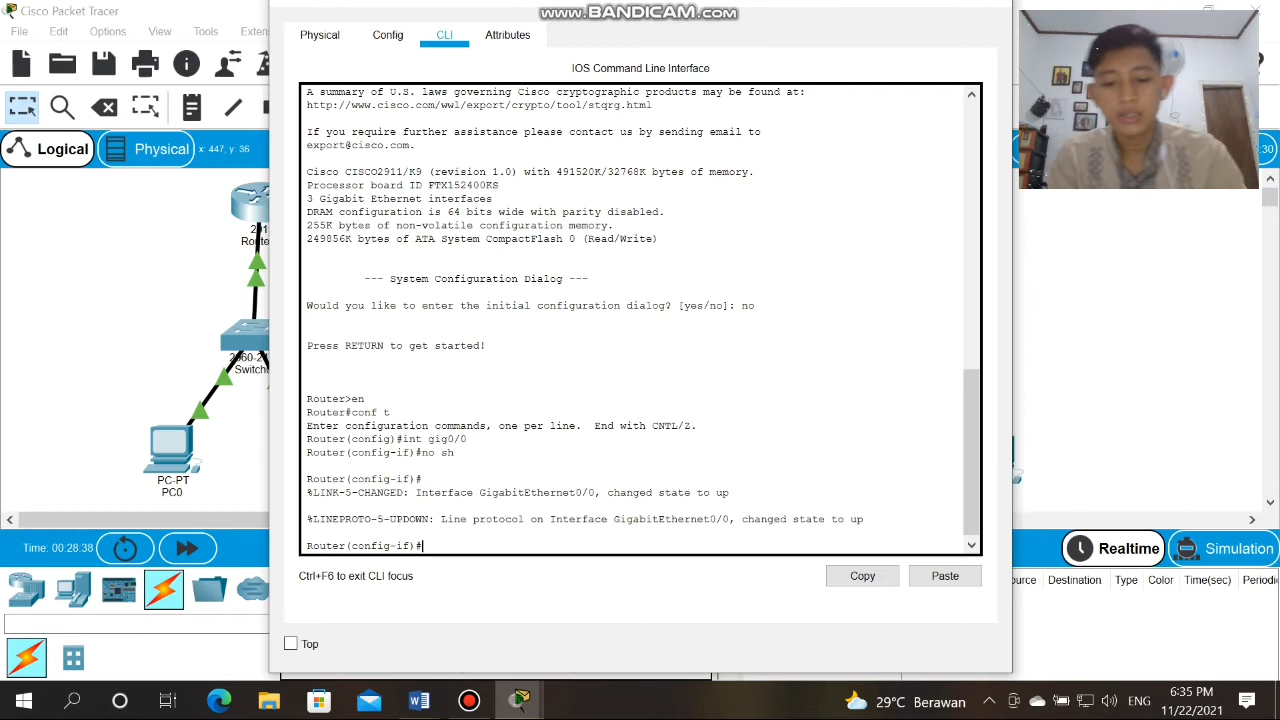 Cisco Packet Tracer
www.BANDICAM.com
File Edit Options View Tools Exten
Physical Config CLI Attributes
IOS Command Line Interface
A summary of U.S. laws governing Cisco cryptographic products may be found at:
http://www.cisco.com/wwl/export/crypto/tool/stqrg.html
If you require further assistance please contact us by sending email to
export@cisco.com.
Cisco CISCO2911/K9 (revision 1.0) with 491520K/32768K bytes of memory.
Processor board ID FTX152400KS
3 Gigabit Ethernet interfaces
DRAM configuration is 64 bits wide with parity disabled.
255K bytes of non-volatile configuration memory.
249856K bytes of ATA System CompactFlash 0 (Read/Write)
--- System Configuration Dialog ---
Would you like to enter the initial configuration dialog? [yes/no]: no
Press RETURN to get started!
Router>en
Router#conf t
Enter configuration commands, one per line.  End with CNTL/Z.
Router(config)#int gig0/0
Router(config-if)#no sh
Router(config-if)#
%LINK-5-CHANGED: Interface GigabitEthernet0/0, changed state to up
%LINEPROTO-5-UPDOWN: Line protocol on Interface GigabitEthernet0/0, changed state to up
Router(config-if)#
Ctrl+F6 to exit CLI focus
Copy Paste
Top
Logical Physical x: 447, y: 36
:30
291
Route
2960-24
Switch
PC-PT
PC0
Time: 00:28:38
Realtime Simulation
ource Destination Type Color Time(sec) Periodi
29°C Berawan
ENG
6:35 PM
11/22/2021